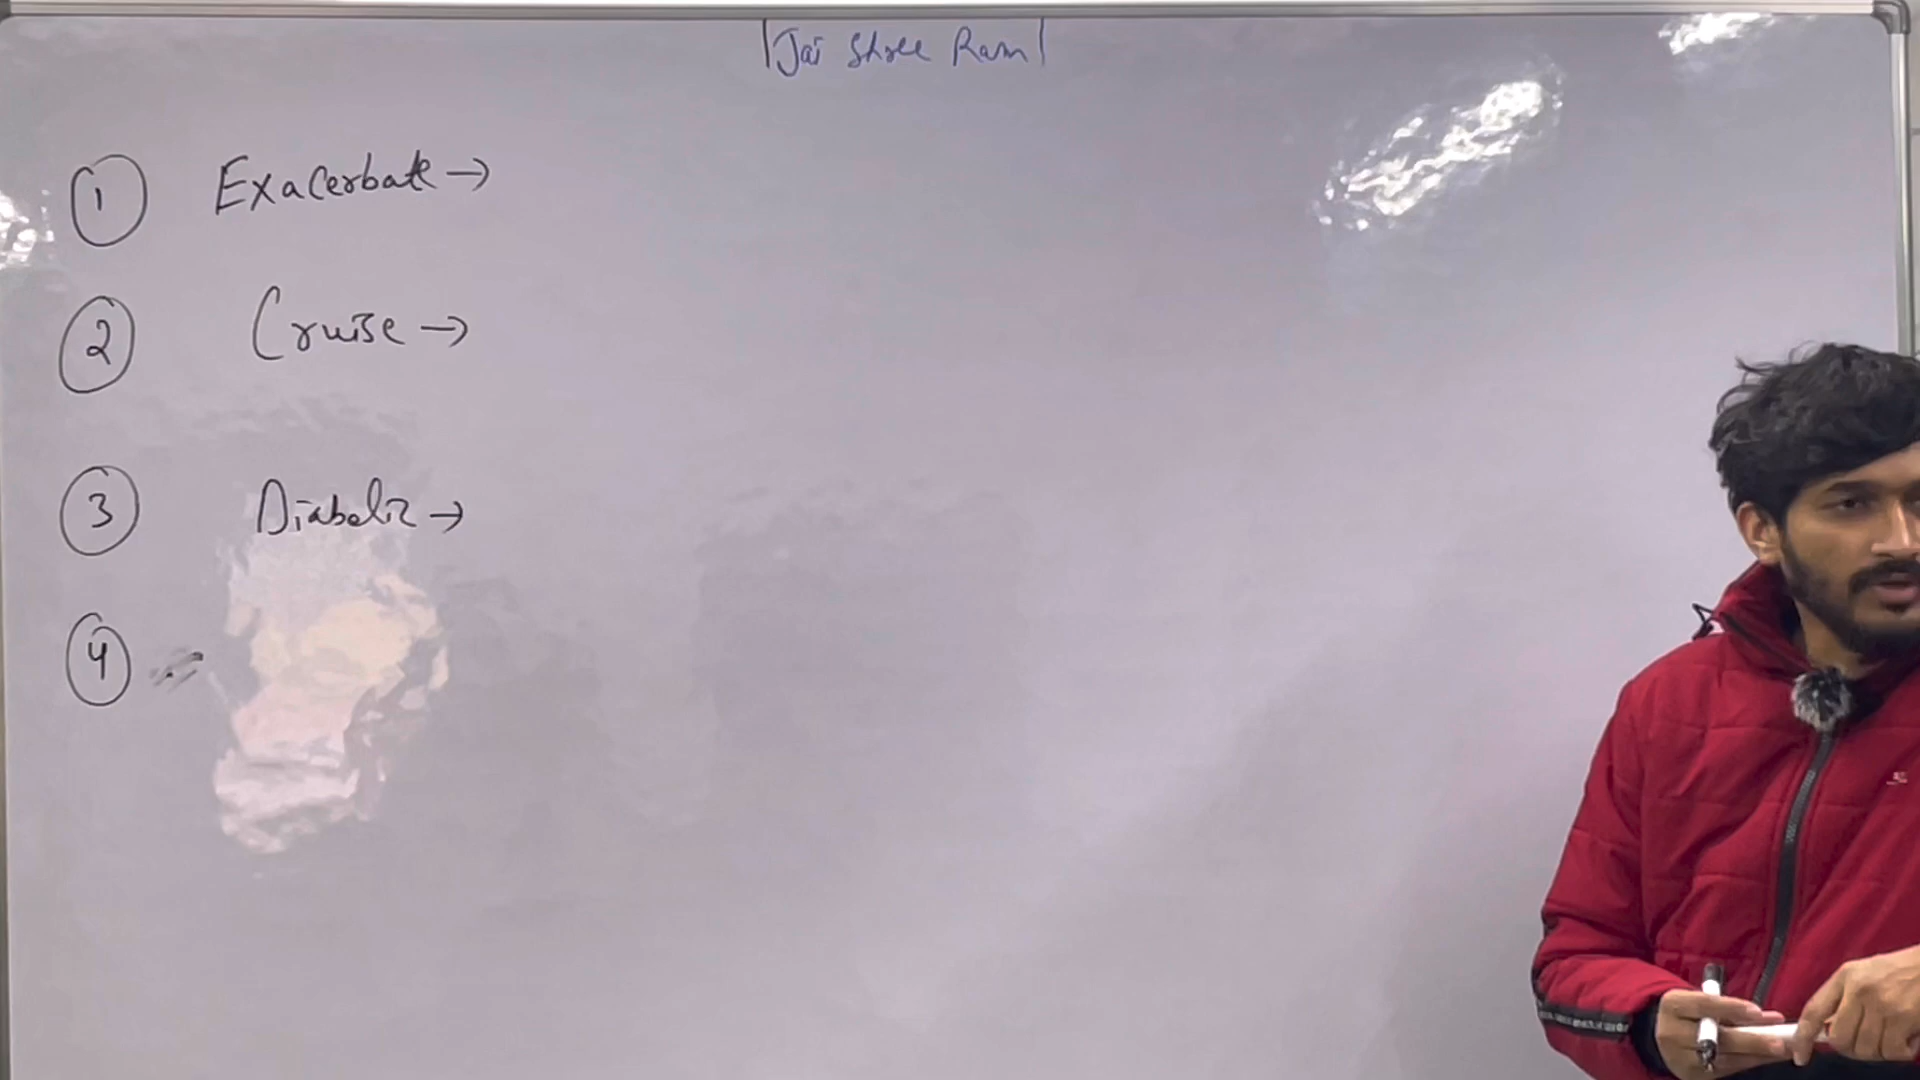 |Jai Shree Ram|
① Exacerbate →
② Cruise →
③ Diabolic →
④